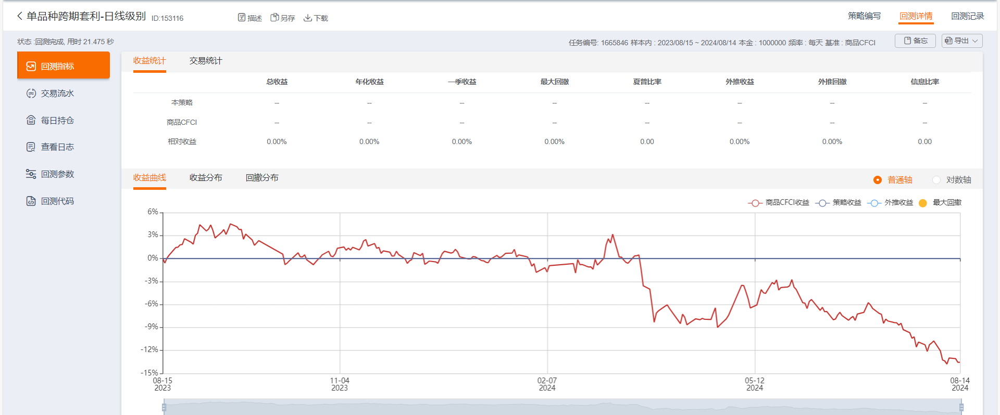 单品种跨期套利-日线级别 ID:153116 描述 另存 下载 策略编写 回测详情 回测记录
状态 :回测完成, 用时 21.475 秒 任务编号: 1665846 样本内 : 2023/08/15 ~ 2024/08/14 本金 : 1000000 频率 : 每天 基准 : 商品CFCI 备忘 导出
回测指标
交易流水
每日持仓
查看日志
回测参数
回测代码
收益统计 交易统计
总收益 年化收益 一季收益 最大回撤 夏普比率 外推收益 外推回撤 信息比率
本策略 -- -- -- -- -- -- -- --
商品CFCI -- -- -- -- -- -- -- --
相对收益 0.00% 0.00% 0.00% 0.00% 0.00 0.00% 0.00% 0.00
收益曲线 收益分布 回撤分布 普通轴 对数轴
商品CFCI收益 策略收益 外推收益 最大回撤
6%
3%
0%
-3%
-6%
-9%
-12%
-15%
08-15 11-04 02-07 05-12 08-14
2023 2023 2024 2024 2024